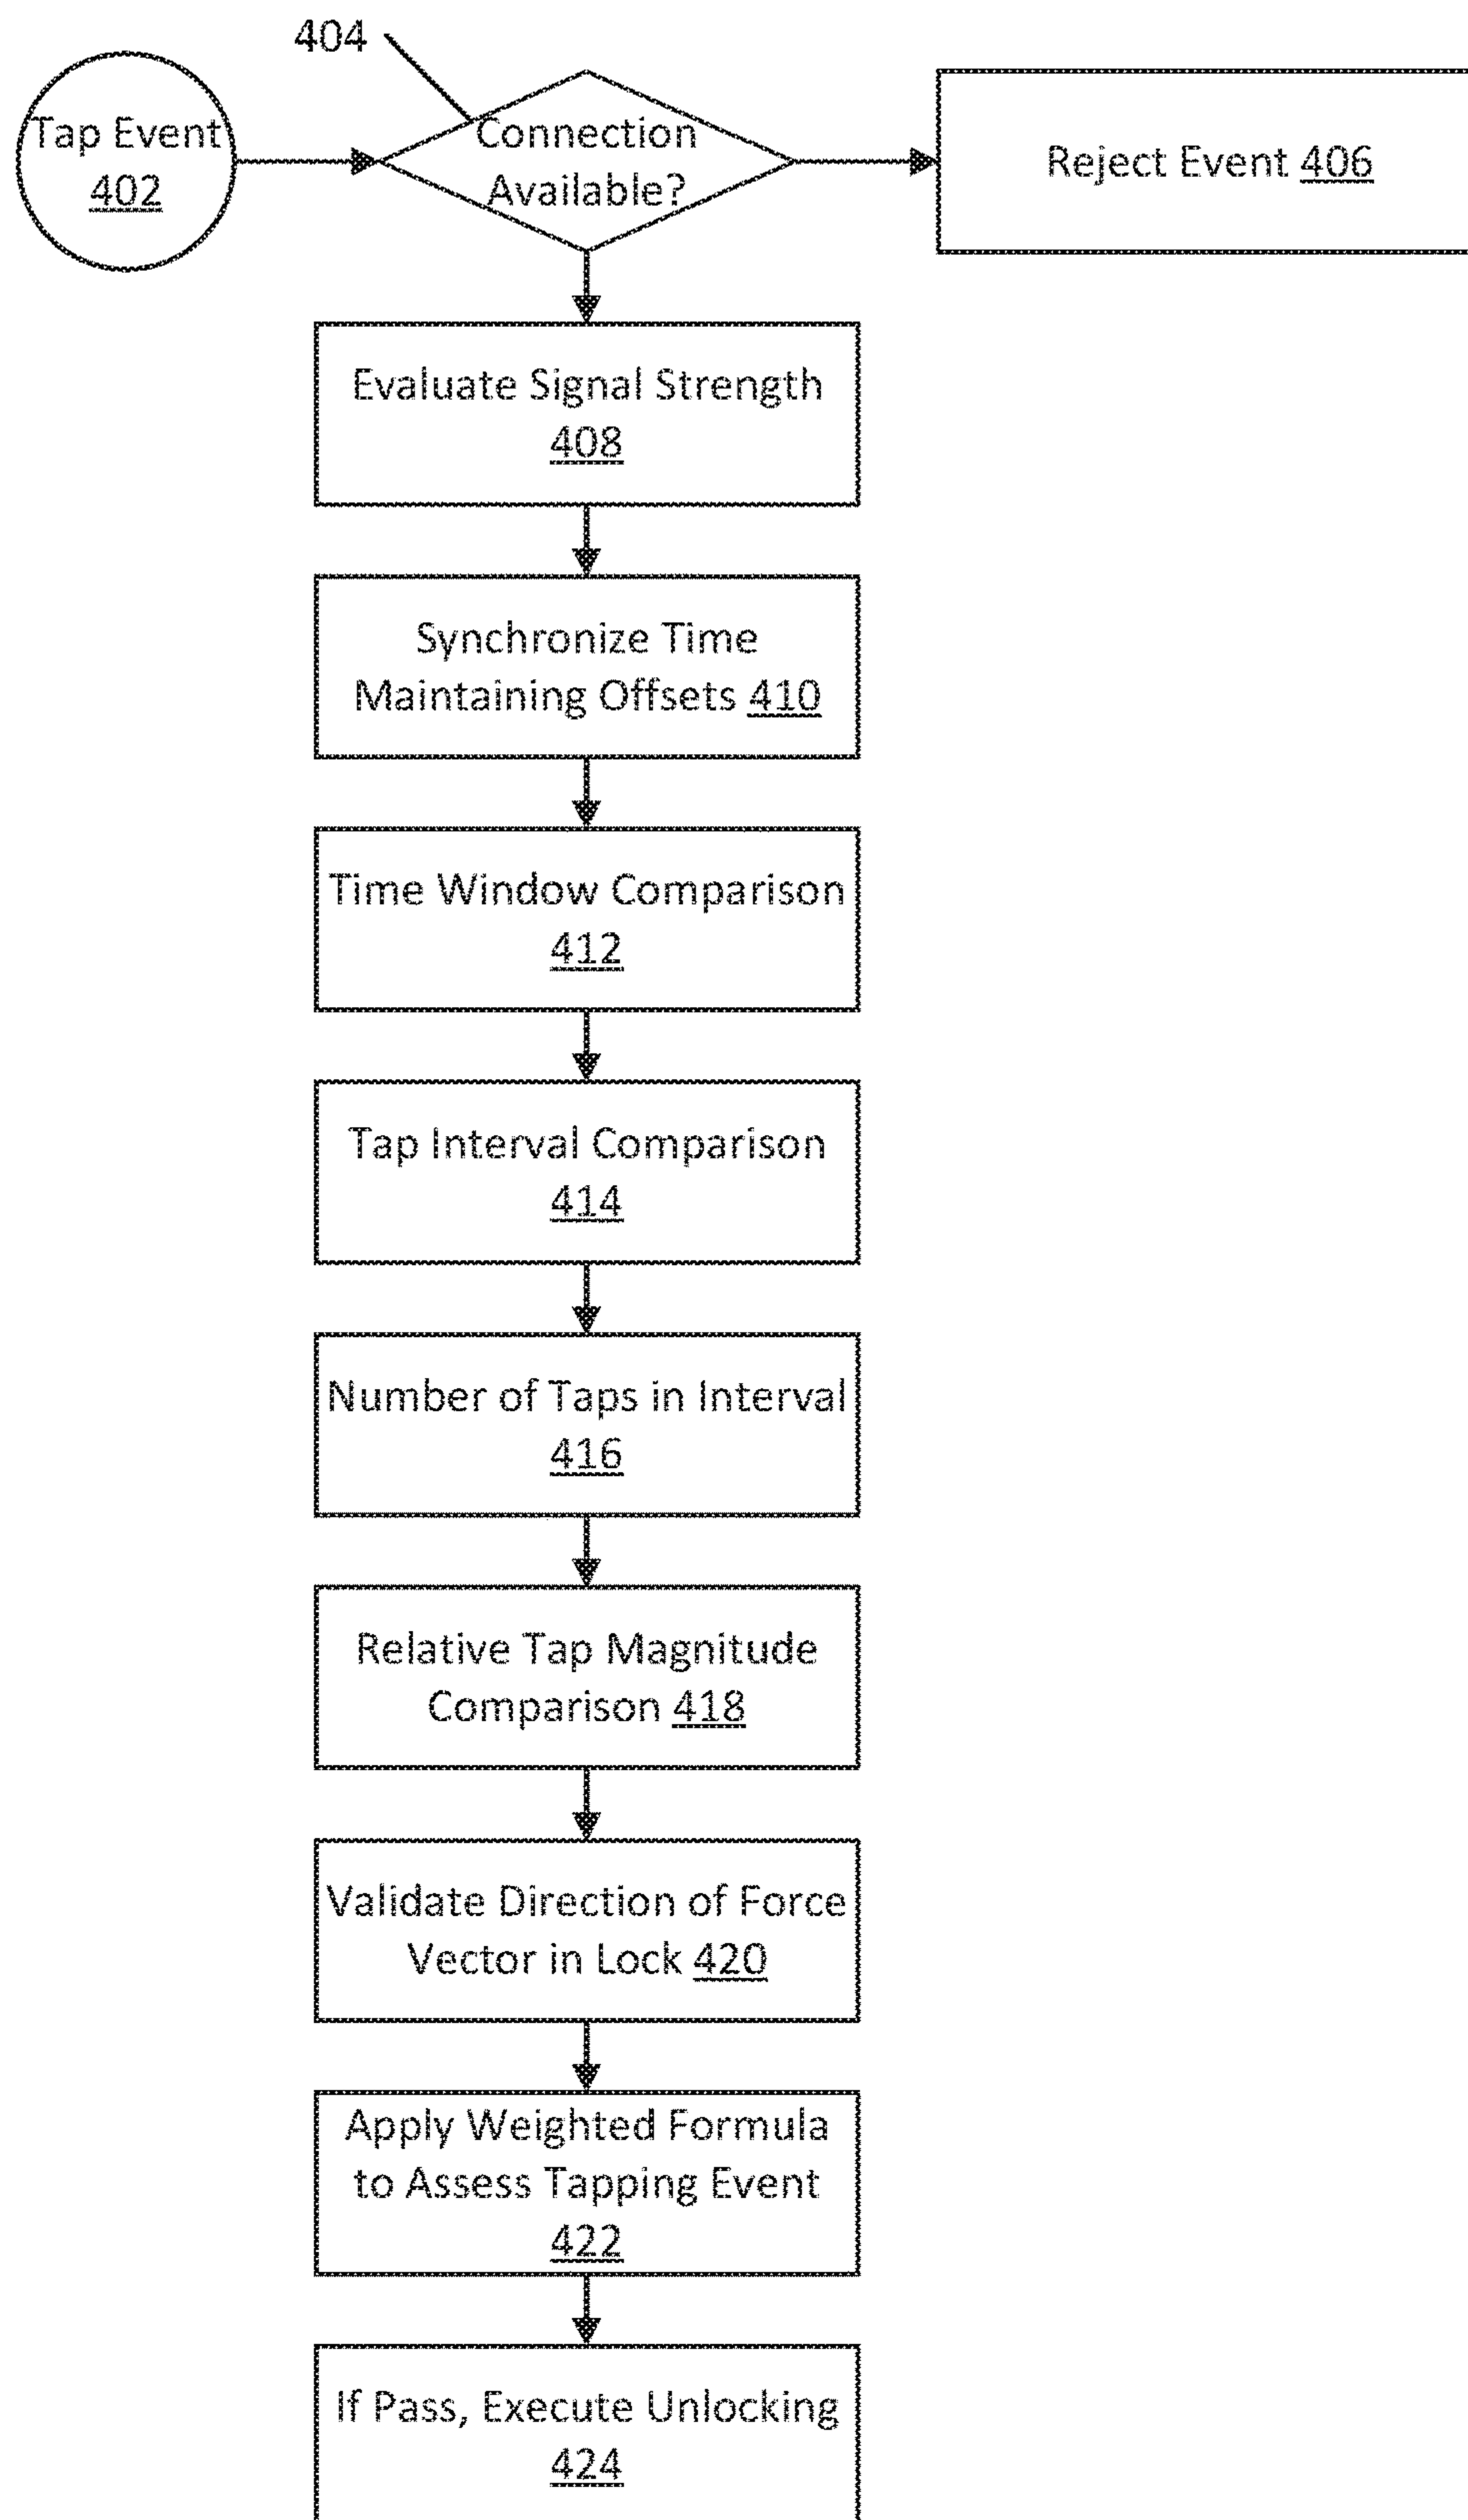 404
Tap Event
402
Connection
Available?
Reject Event 406
Evaluate Signal Strength
408
Synchronize Time
Maintaining Offsets 410
Time Window Comparison
412
Tap Interval Comparison
414
Number of Taps in Interval
416
Relative Tap Magnitude
Comparison 418
Validate Direction of Force
Vector in Lock 420
Apply Weighted Formula
to Assess Tapping Event
422
If Pass, Execute Unlocking
424